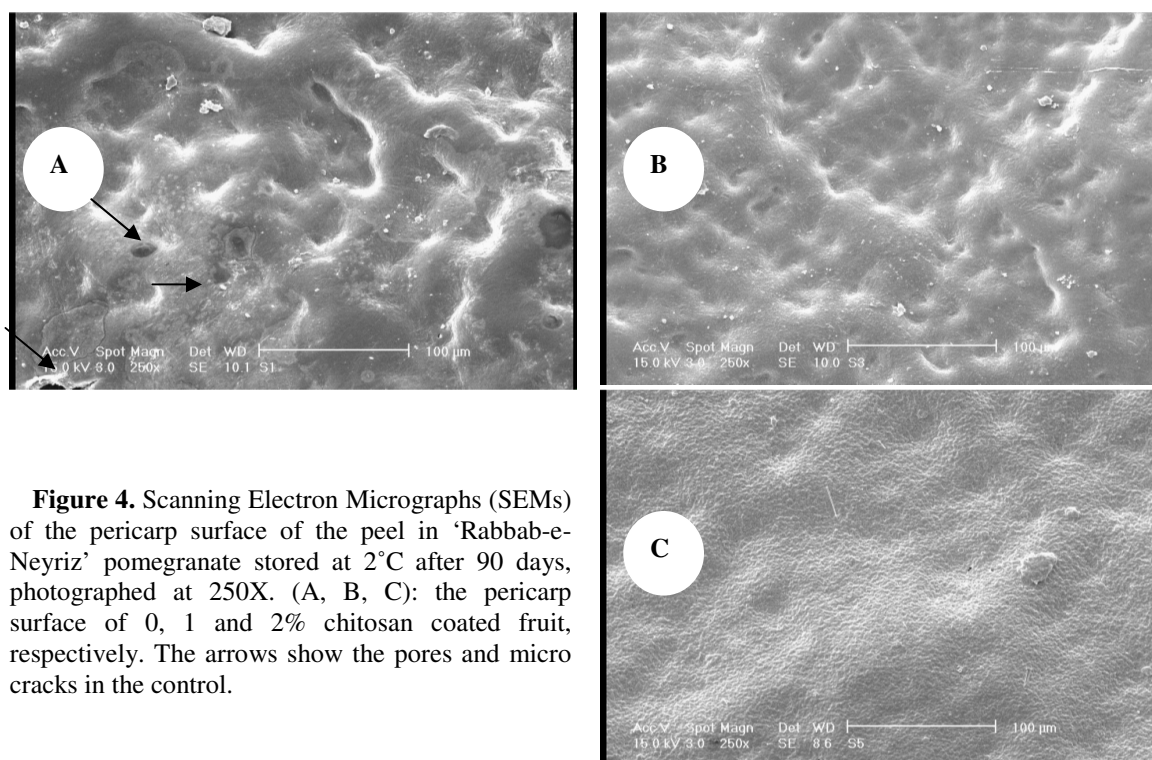 A
Acc.V Spot Magn Det WD 100 µm
15.0 kV 3.0 250x SE 10.1 S1
B
Acc.V Spot Magn Det WD 100 µm
15.0 kV 3.0 250x SE 10.0 S3
Figure 4. Scanning Electron Micrographs (SEMs)
of the pericarp surface of the peel in ‘Rabbab-e-
Neyriz’ pomegranate stored at 2˚C after 90 days,
photographed at 250X. (A, B, C): the pericarp
surface of 0, 1 and 2% chitosan coated fruit,
respectively. The arrows show the pores and micro
cracks in the control.
C
Acc.V Spot Magn Det WD 100 µm
15.0 kV 3.0 250x SE 8.6 S5